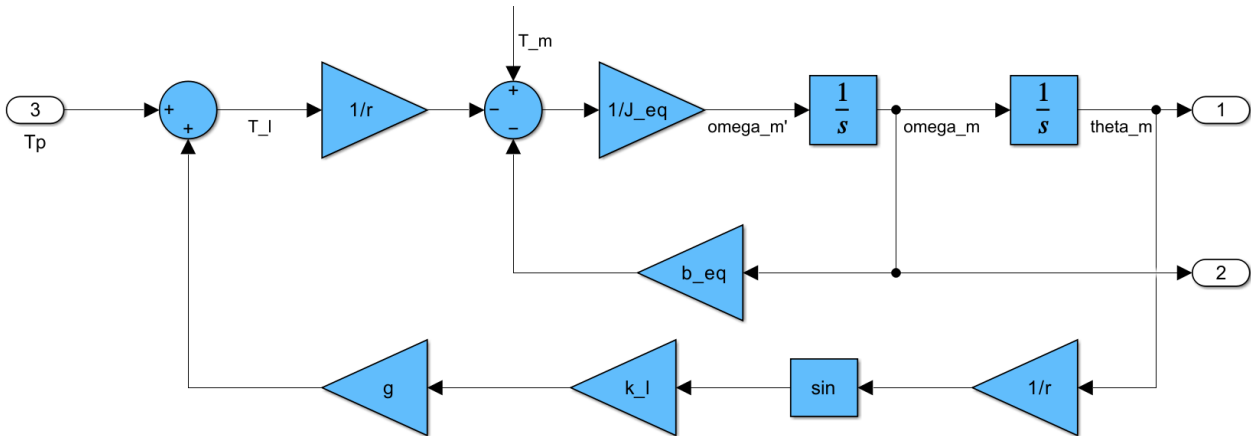 T_m
3
Tp
+
+
T_l
1/r
+
−
−
1/J_eq
omega_m'
1
s
omega_m
1
s
theta_m
1
b_eq
2
g
k_l
sin
1/r